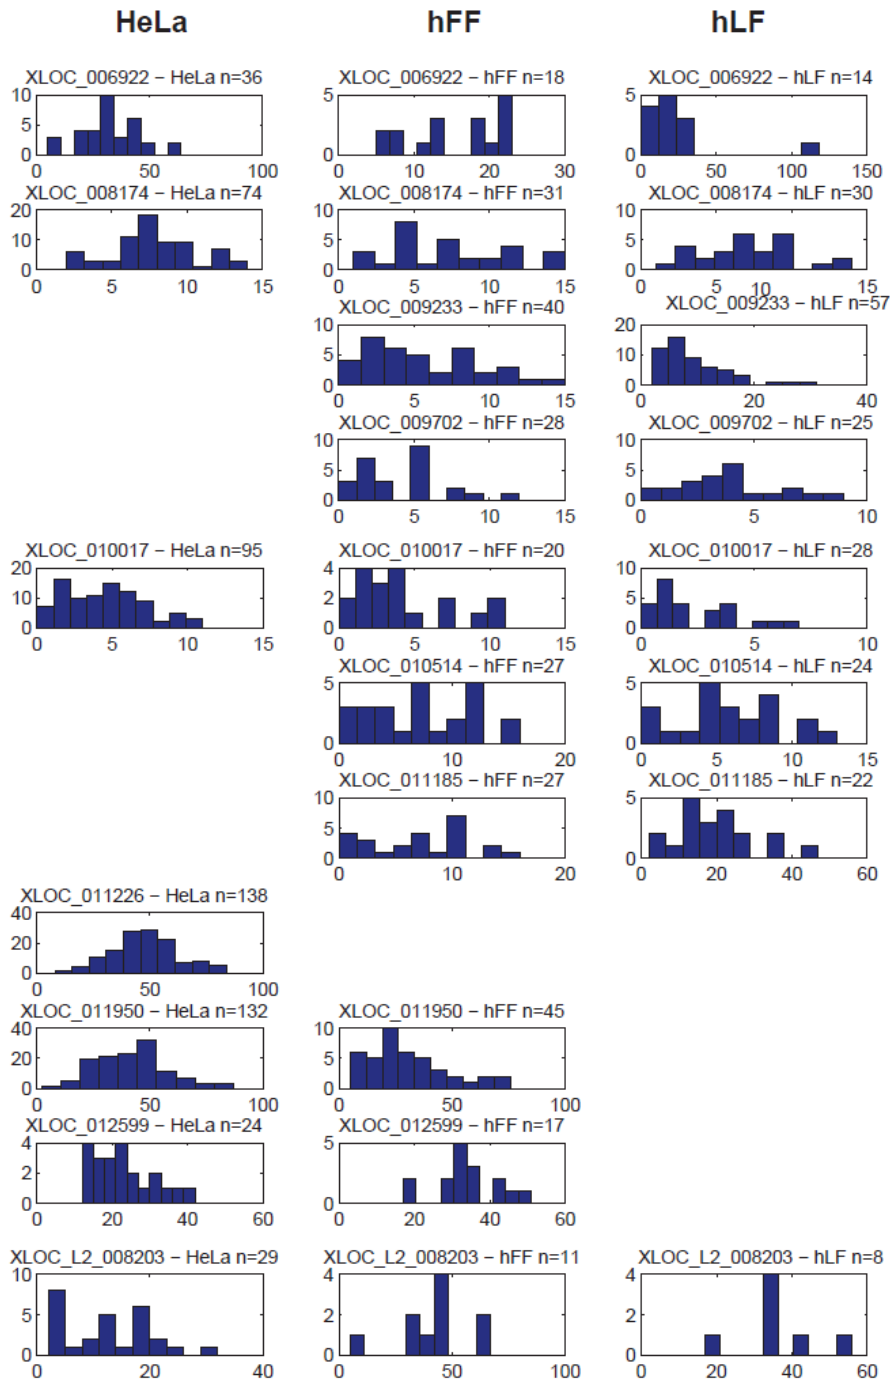 HeLa hFF hLF
XLOC_006922 − HeLa n=36 XLOC_006922 − hFF n=18 XLOC_006922 − hLF n=14
10 5 5
5
0 0 0
0 50 100 0 10 20 30 0 50 100 150
XLOC_008174 − HeLa n=74 XLOC_008174 − hFF n=31 XLOC_008174 − hLF n=30
20 10 10
10 5 5
0 0 0
0 5 10 15 0 5 10 15 0 5 10 15
XLOC_009233 − hFF n=40 XLOC_009233 − hLF n=57
10 20
5 10
0 0
0 5 10 15 0 20 40
XLOC_009702 − hFF n=28 XLOC_009702 − hLF n=25
10 10
5 5
0 0
0 5 10 15 0 5 10
XLOC_010017 − HeLa n=95 XLOC_010017 − hFF n=20 XLOC_010017 − hLF n=28
20 4 10
10 2 5
0 0 0
0 5 10 15 0 5 10 15 0 5 10
XLOC_010514 − hFF n=27 XLOC_010514 − hLF n=24
5 5
0 0
0 10 20 0 5 10 15
XLOC_011185 − hFF n=27 XLOC_011185 − hLF n=22
10 5
5
0 0
0 10 20 0 20 40 60
XLOC_011226 − HeLa n=138
40
20
0
0 50 100
XLOC_011950 − HeLa n=132 XLOC_011950 − hFF n=45
40 10
20 5
0 0
0 50 100 0 50 100
XLOC_012599 − HeLa n=24 XLOC_012599 − hFF n=17
4 5
2
0 0
0 20 40 60 0 20 40 60
XLOC_L2_008203 − HeLa n=29 XLOC_L2_008203 − hFF n=11 XLOC_L2_008203 − hLF n=8
10 4 4
5 2 2
0 0 0
0 20 40 0 50 100 0 20 40 60